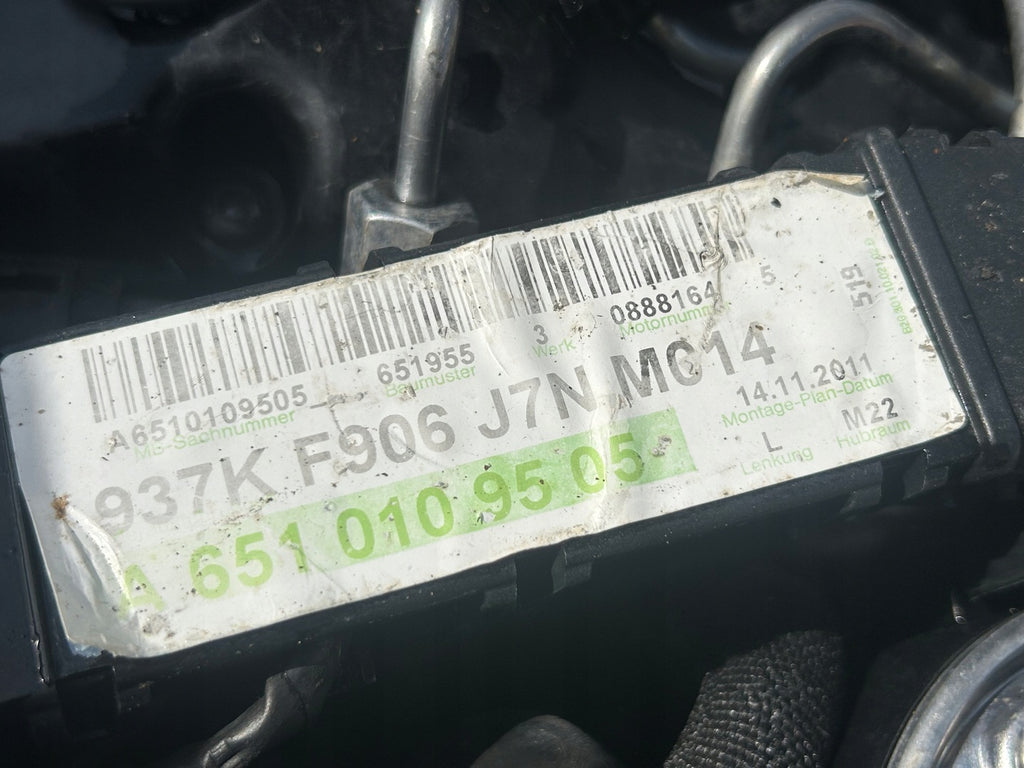 A6510109505 651955 3 0888164 5
MB-Sachnummer Baumuster Werk Motornummer
937K F906 J7N M614
A 651 010 95 05
519
14.11.2011
Montage-Plan-Datum
L M22
Lenkung Hubraum